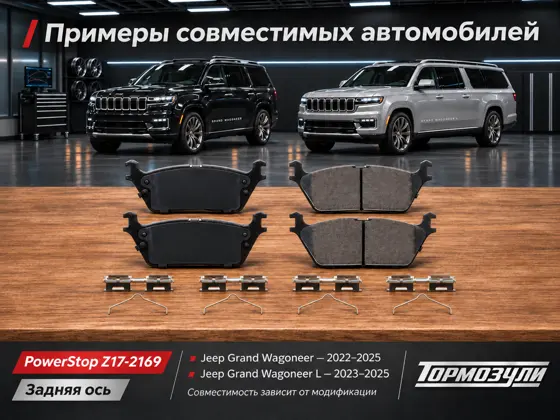 Примеры совместимых автомобилей
PowerStop Z17-2169
Задняя ось
Jeep Grand Wagoneer — 2022–2025
Jeep Grand Wagoneer L — 2023–2025
Совместимость зависит от модификации
ТОРМОЗУЛИ